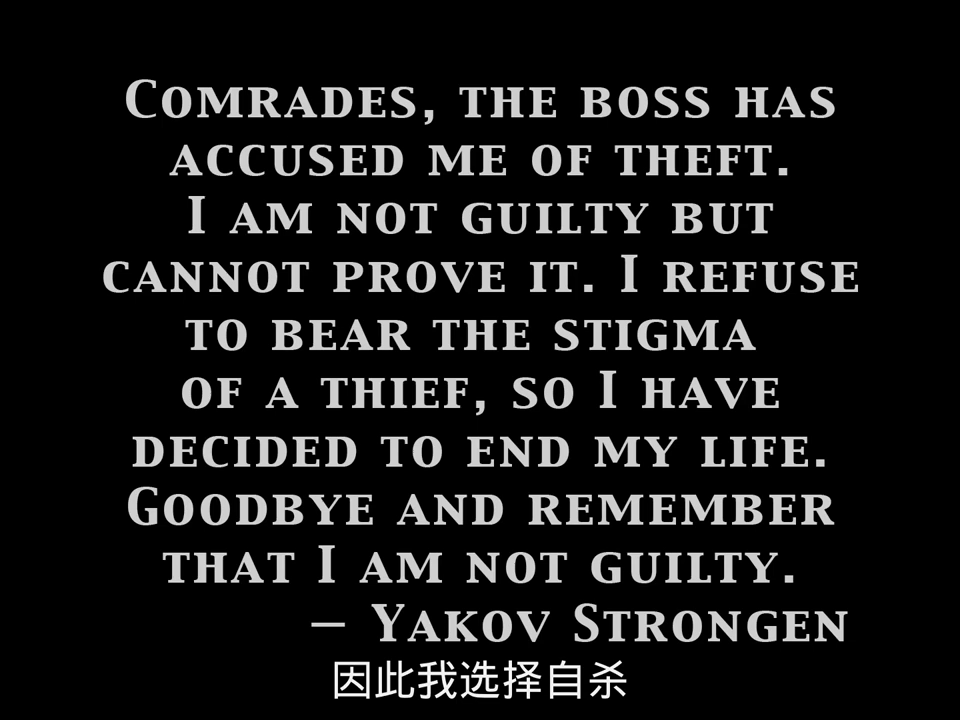 Comrades, the boss has
accused me of theft.
I am not guilty but
cannot prove it. I refuse
to bear the stigma
of a thief, so I have
decided to end my life.
Goodbye and remember
that I am not guilty.
– Yakov Strongen
因此我选择自杀